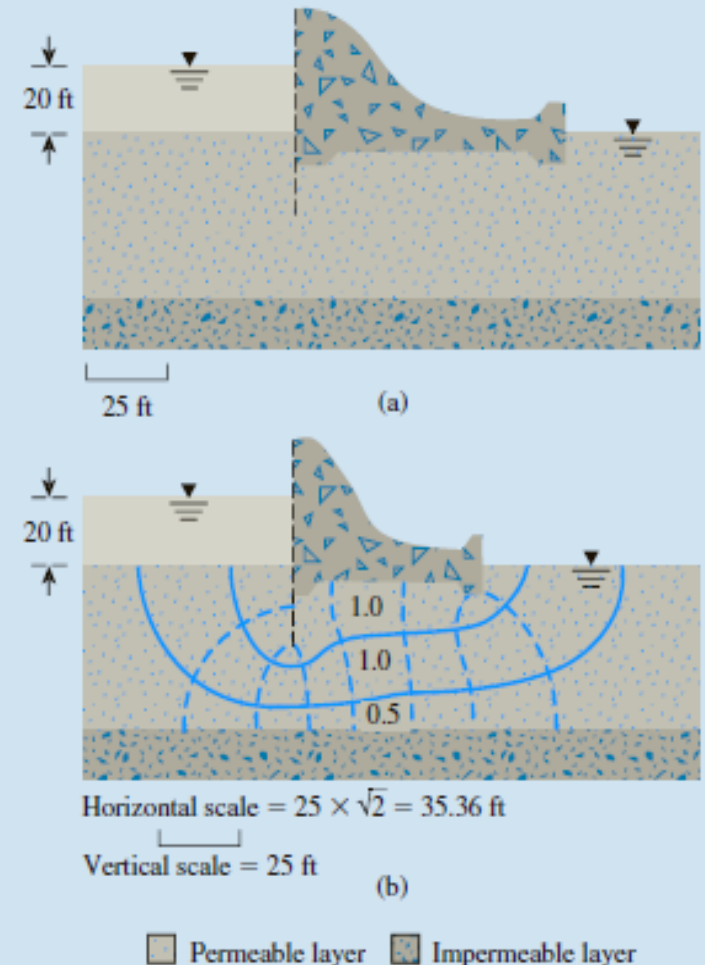 20 ft
25 ft
(a)
20 ft
1.0
1.0
0.5
Horizontal scale = 25 × √2 = 35.36 ft
Vertical scale = 25 ft
(b)
Permeable layer
Impermeable layer